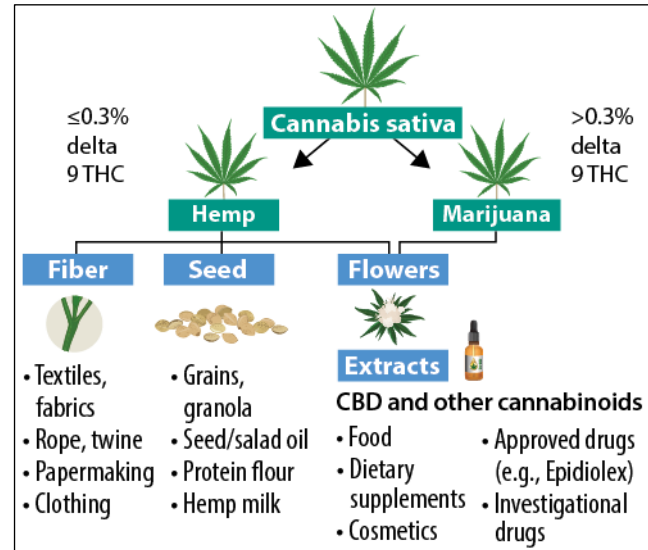 Cannabis sativa
≤0.3%
delta
9 THC
>0.3%
delta
9 THC
Hemp
Marijuana
Fiber
Seed
Flowers
Extracts
• Textiles,
fabrics
• Rope, twine
• Papermaking
• Clothing
• Grains,
granola
• Seed/salad oil
• Protein flour
• Hemp milk
CBD and other cannabinoids
• Food
• Dietary
supplements
• Cosmetics
• Approved drugs
(e.g., Epidiolex)
• Investigational
drugs